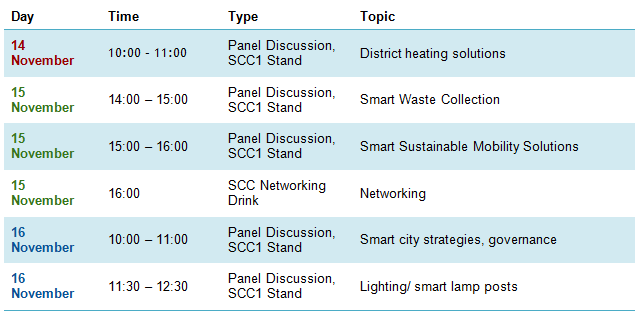 Day Time Type Topic
14 November 10:00 - 11:00 Panel Discussion, SCC1 Stand District heating solutions
15 November 14:00 – 15:00 Panel Discussion, SCC1 Stand Smart Waste Collection
15 November 15:00 – 16:00 Panel Discussion, SCC1 Stand Smart Sustainable Mobility Solutions
15 November 16:00 SCC Networking Drink Networking
16 November 10:00 – 11:00 Panel Discussion, SCC1 Stand Smart city strategies, governance
16 November 11:30 – 12:30 Panel Discussion, SCC1 Stand Lighting/ smart lamp posts